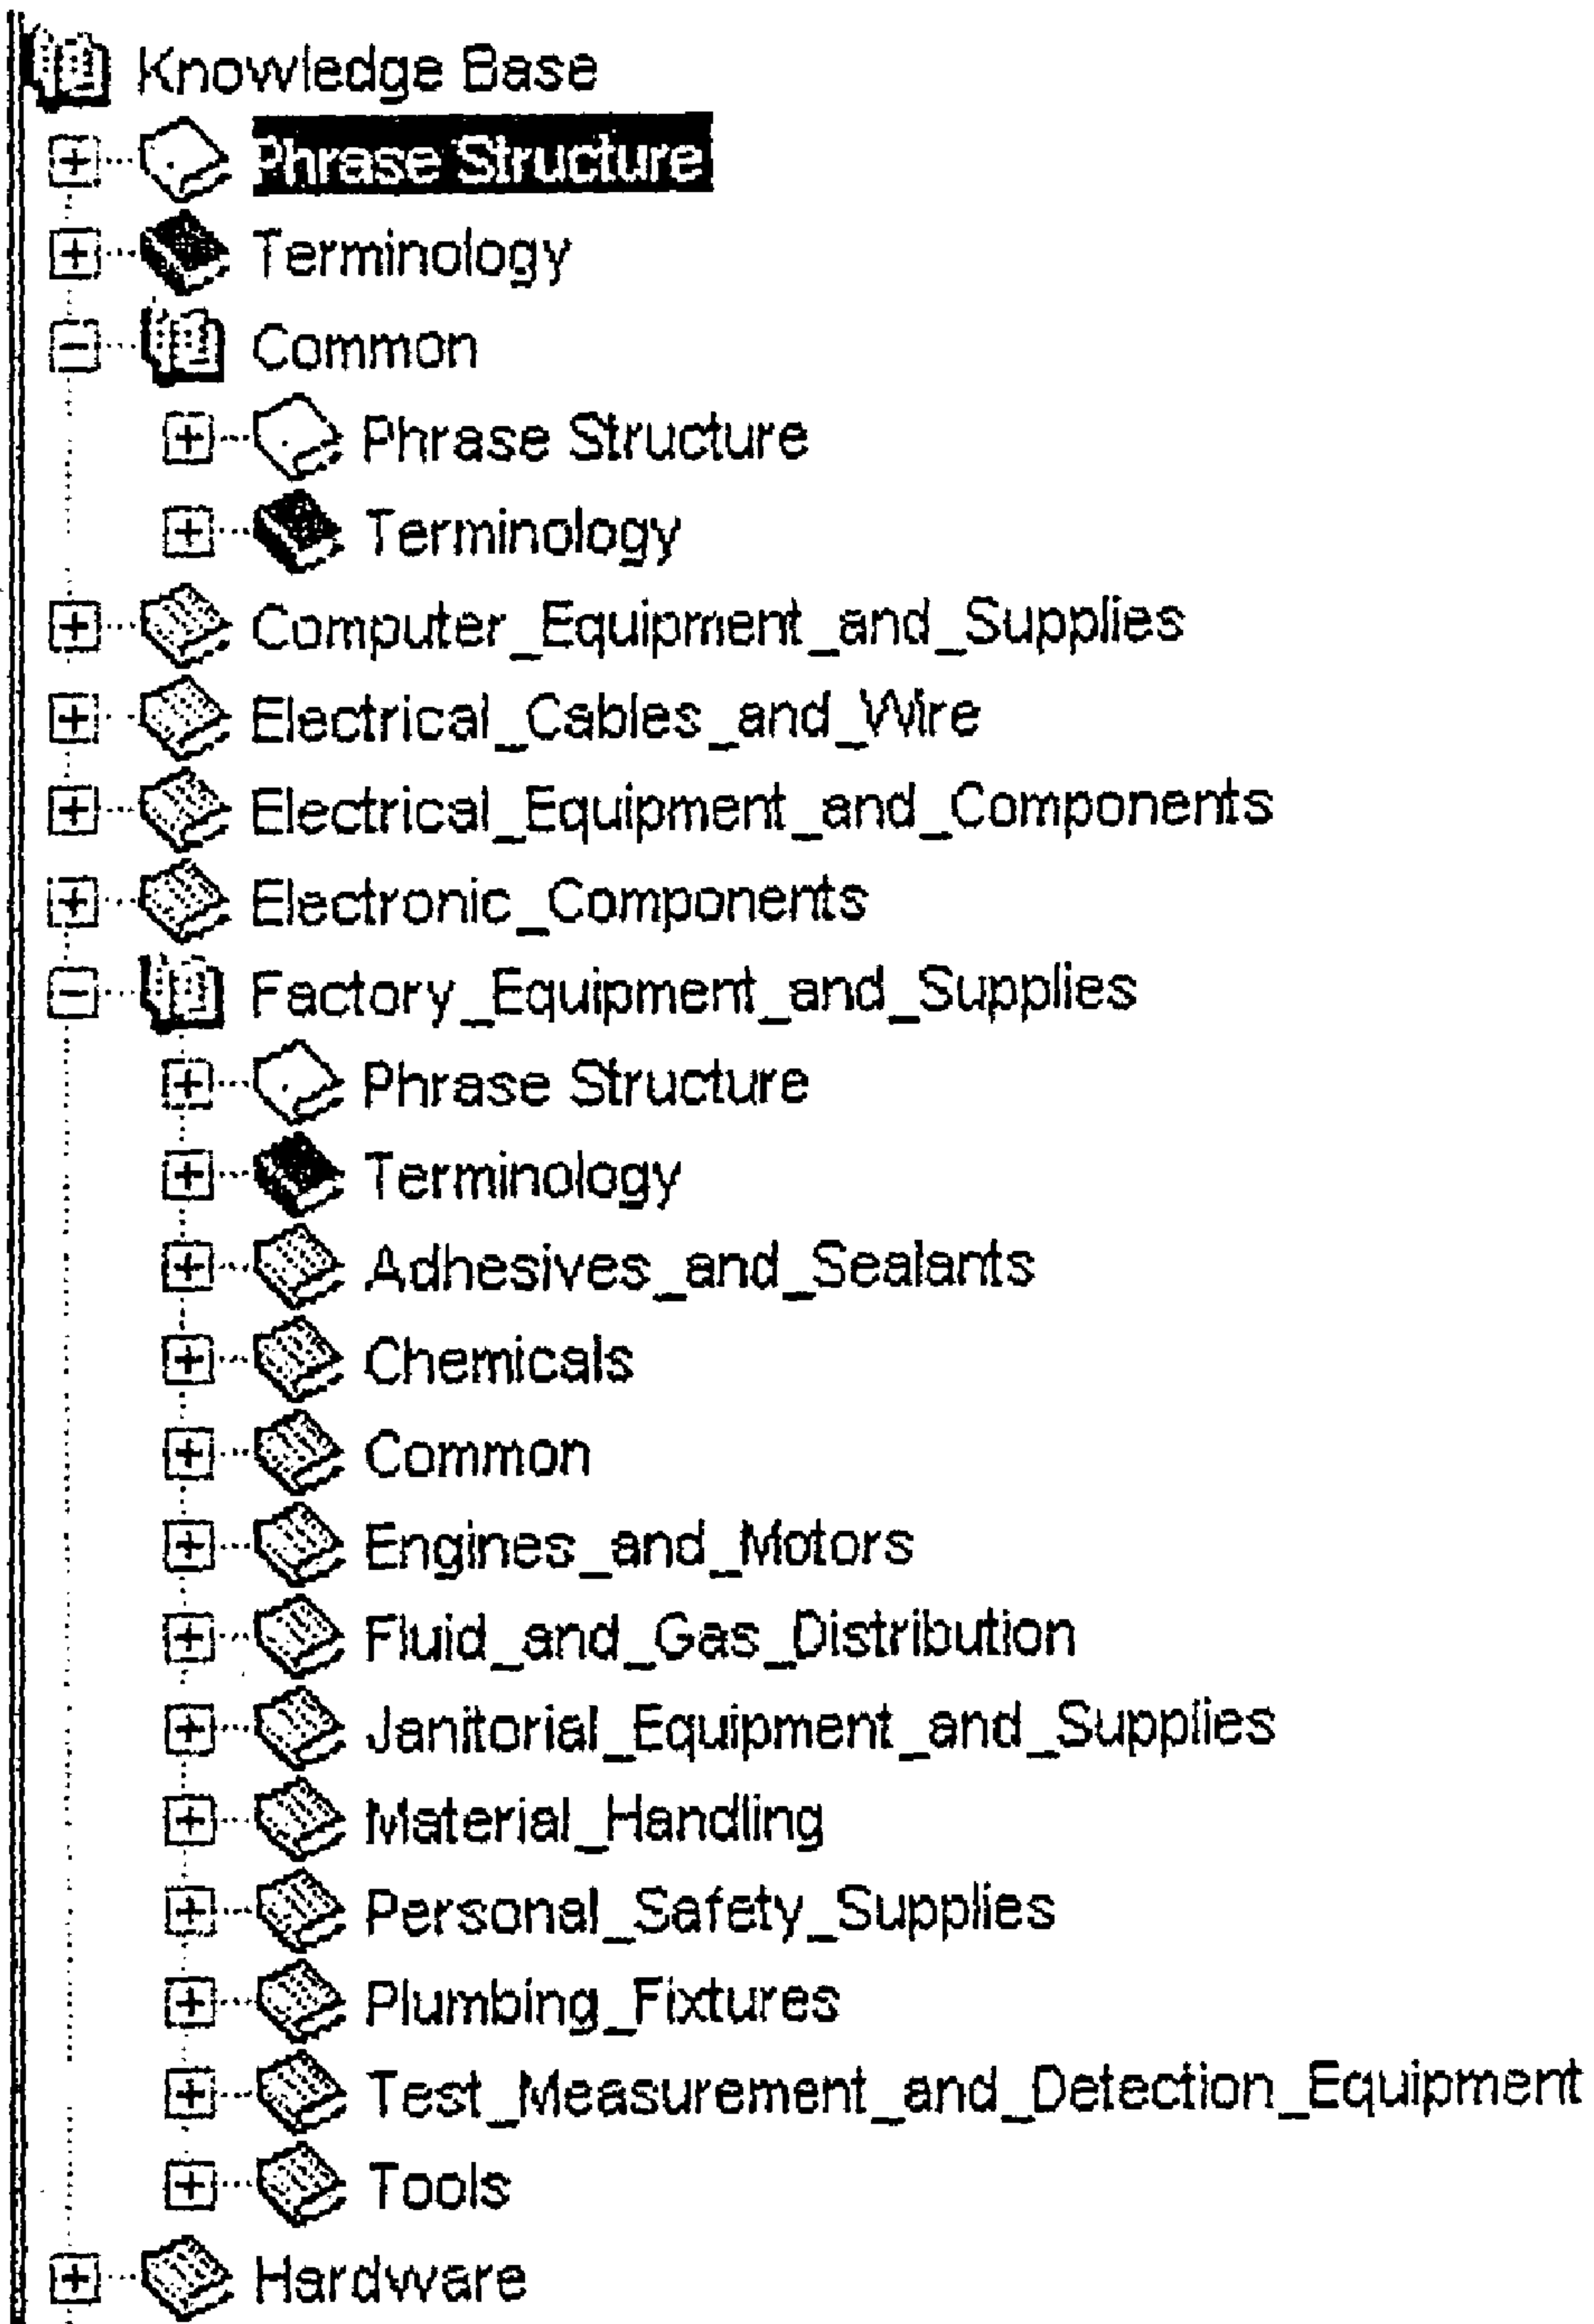 Knowledge Base
Phrase Structure
Terminology
Common
Phrase Structure
Terminology
Computer_Equipment_and_Supplies
Electrical_Cables_and_Wire
Electrical_Equipment_and_Components
Electronic_Components
Factory_Equipment_and_Supplies
Phrase Structure
Terminology
Adhesives_and_Sealants
Chemicals
Common
Engines_and_Motors
Fluid_and_Gas_Distribution
Janitorial_Equipment_and_Supplies
Material_Handling
Personal_Safety_Supplies
Plumbing_Fixtures
Test_Measurement_and_Detection_Equipment
Tools
Hardware